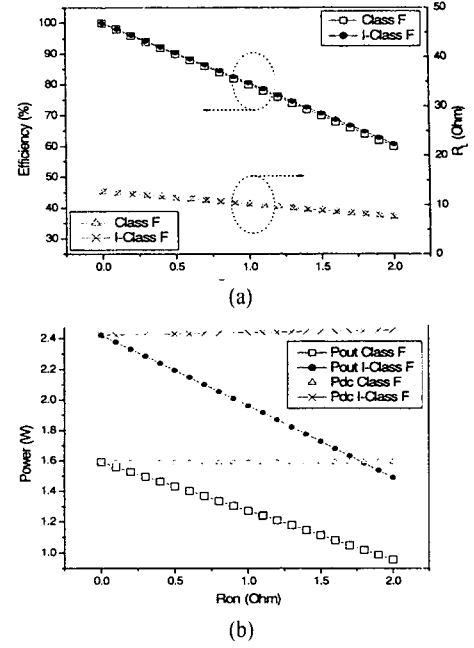 100
90
80
70
60
50
40
30
Efficiency (%)
Class F
I-Class F
Class F
I-Class F
50
40
30
20
10
0
R_L (Ohm)
0.0 0.5 1.0 1.5 2.0
(a)
2.4
2.2
2.0
1.8
1.6
1.4
1.2
1.0
Power (W)
Pout Class F
Pout I-Class F
Pdc Class F
Pdc I-Class F
0.0 0.5 1.0 1.5 2.0
Ron (Ohm)
(b)